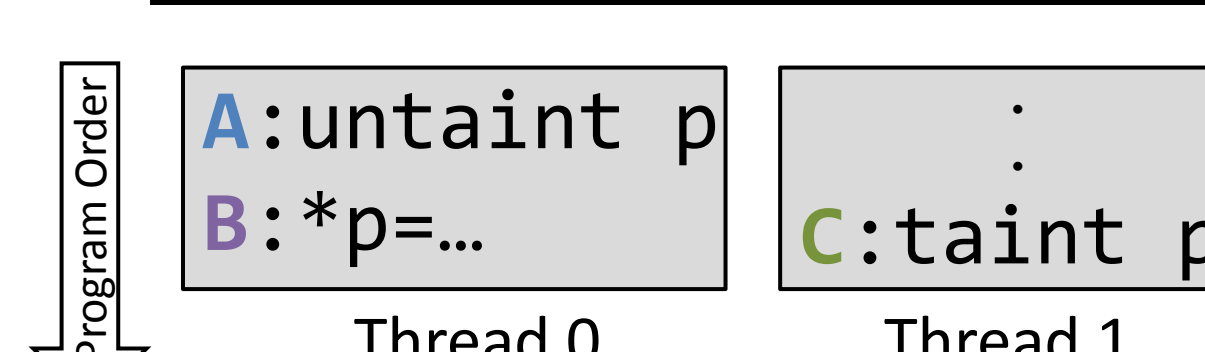 Program Order
A:untaint p
B:*p=…
.
.
C:taint p
Thread 0
Thread 1